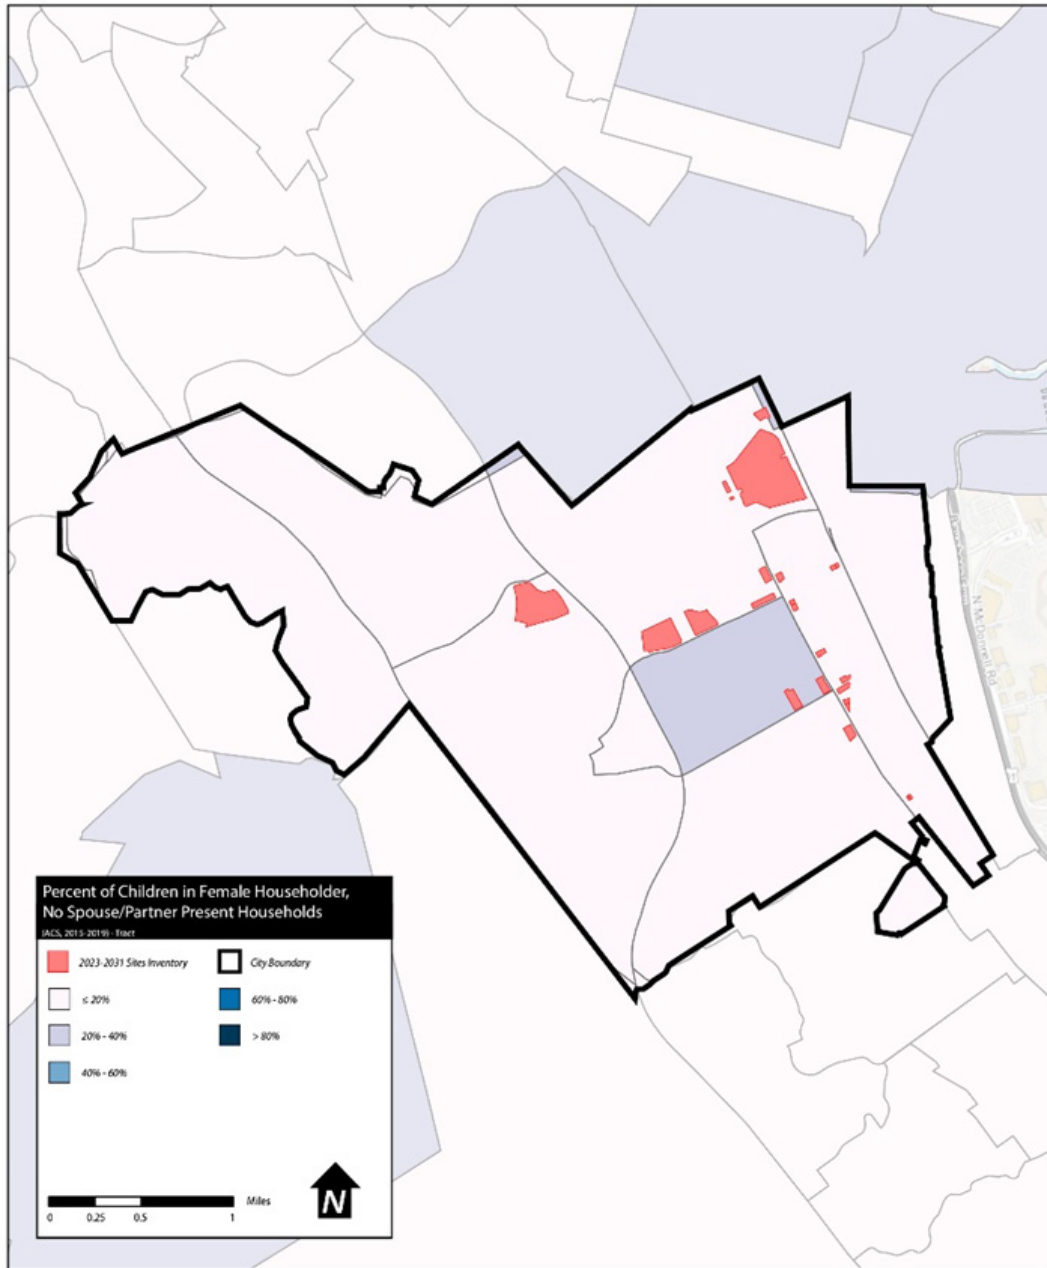 N McDonnell Rd
Percent of Children in Female Householder,
No Spouse/Partner Present Households
(ACS, 2015-2019) - Tract
2023-2031 Sites Inventory
City Boundary
≤ 20%
60% - 80%
20% - 40%
> 80%
40% - 60%
N
Miles
0 0.25 0.5 1